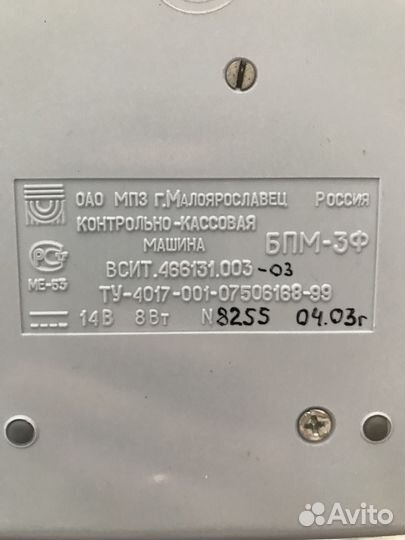 ОАО МПЗ г.Малоярославец Россия
КОНТРОЛЬНО-КАССОВАЯ
МАШИНА БПМ-3Ф
РСТ
МЕ-53
ВСИТ.466131.003-03
ТУ-4017-001-07506168-99
14В 8Вт N8255 04.03г
Avito